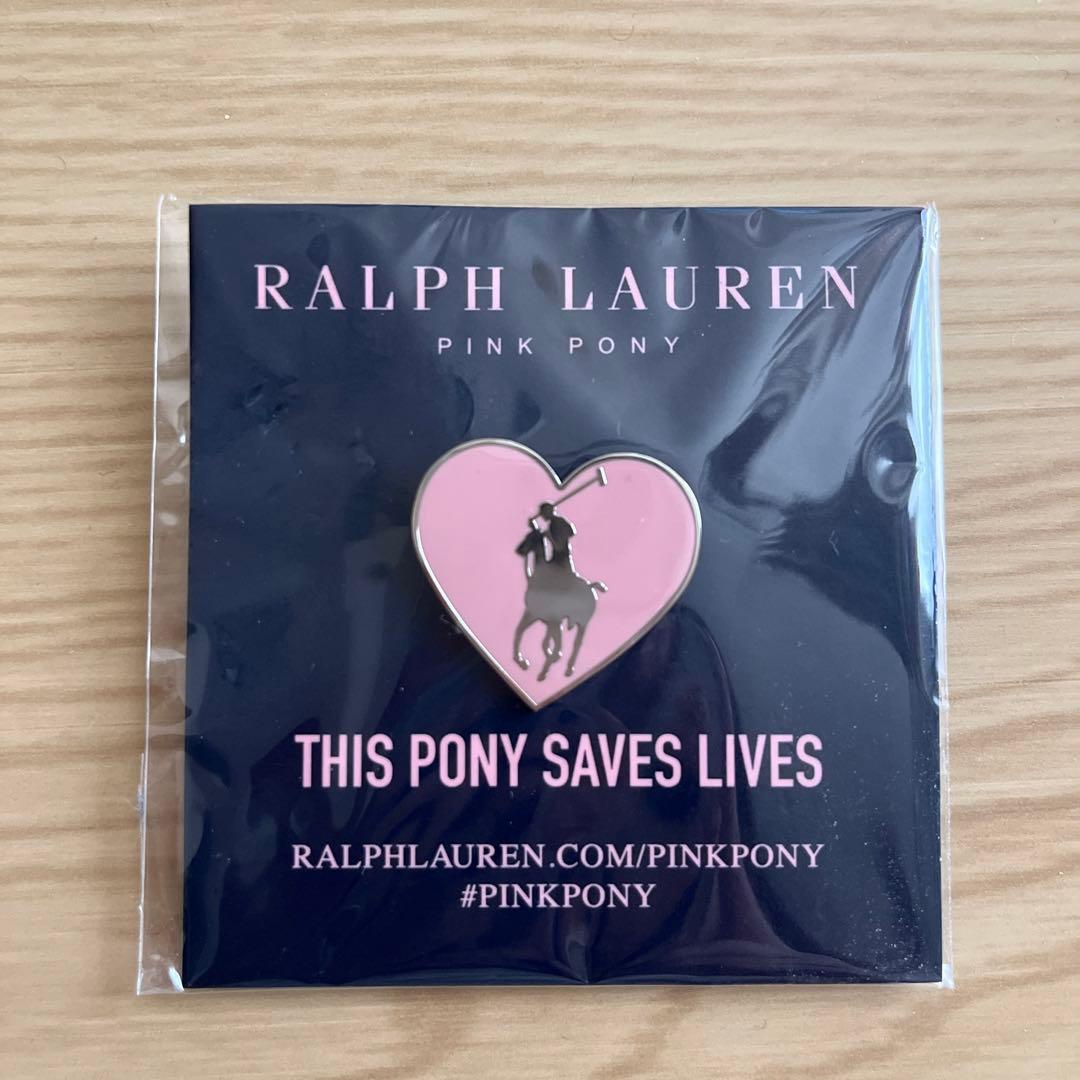 RALPH LAUREN
PINK PONY
THIS PONY SAVES LIVES
RALPHLAUREN.COM/PINKPONY
#PINKPONY